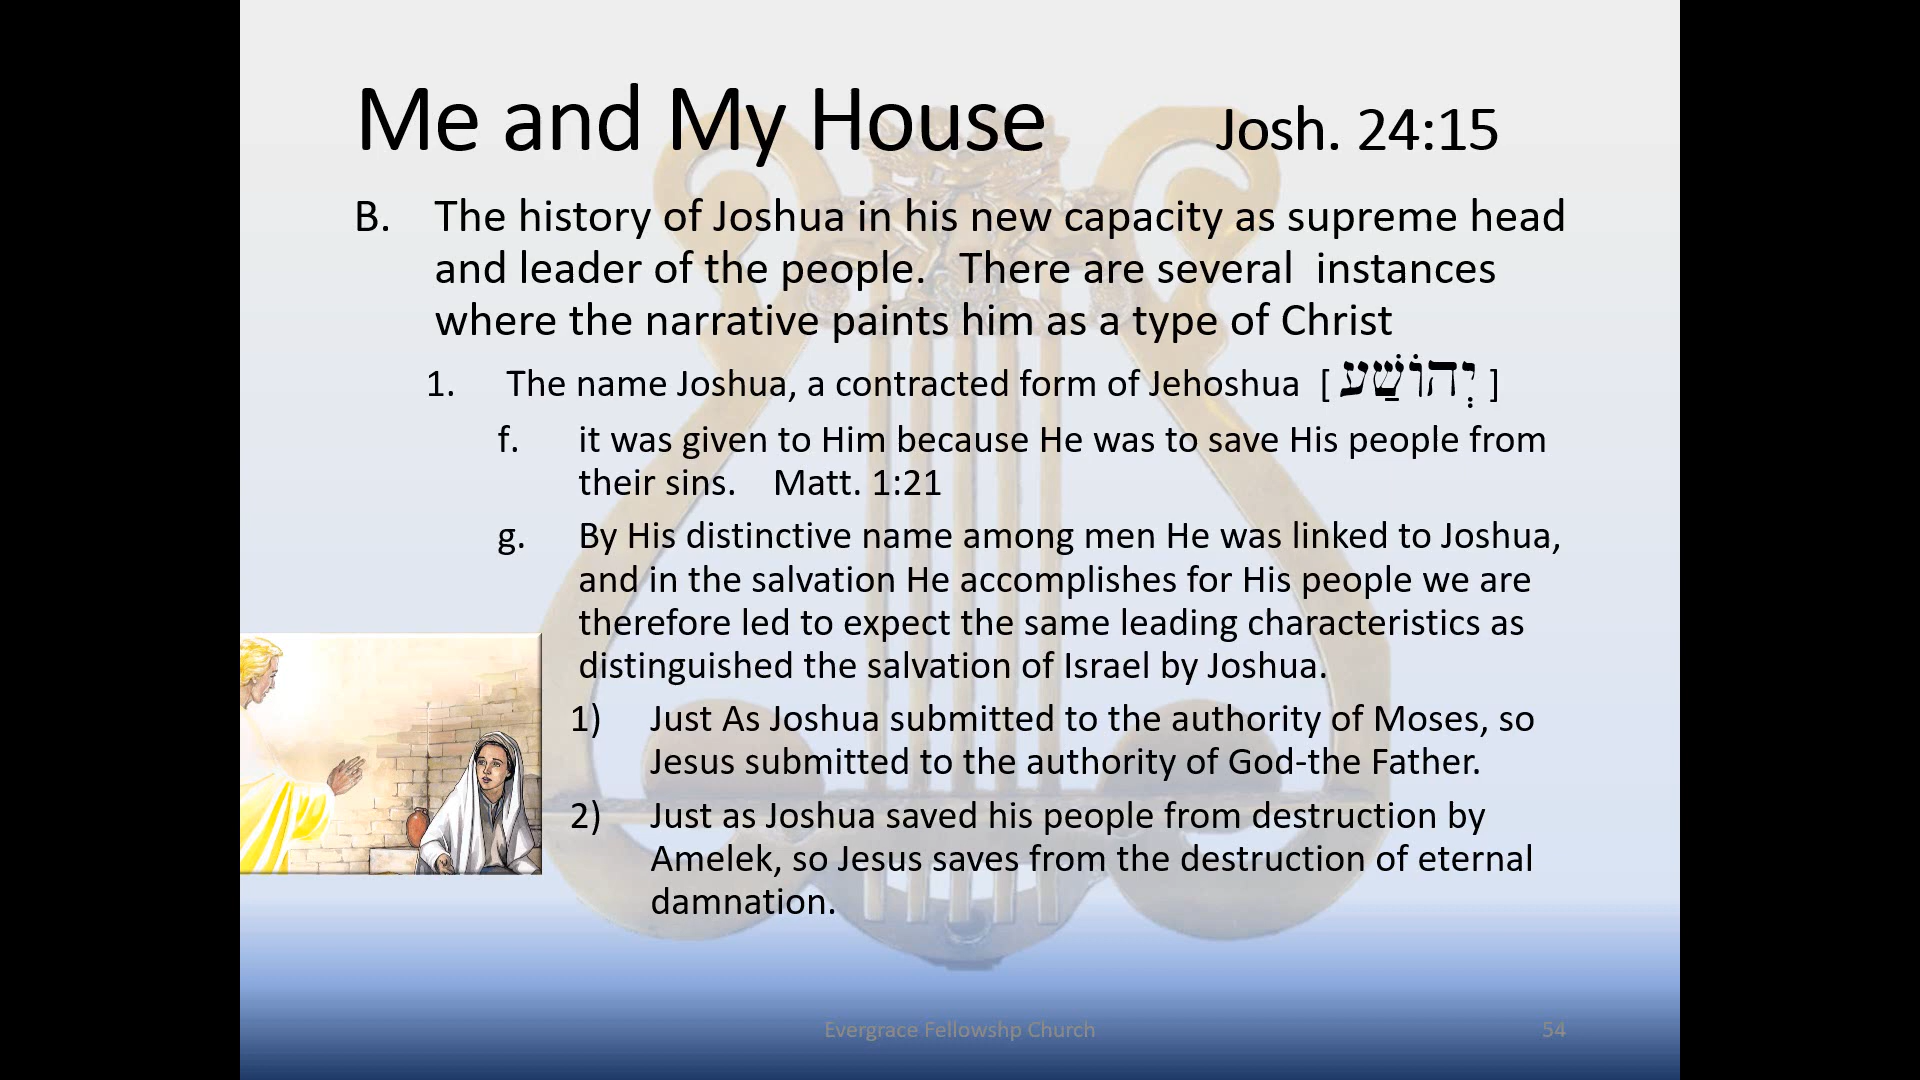 Me and My House Josh. 24:15
B. The history of Joshua in his new capacity as supreme head
and leader of the people. There are several instances
where the narrative paints him as a type of Christ
1. The name Joshua, a contracted form of Jehoshua [ יְהוֹשֻׁעַ ]
f. it was given to Him because He was to save His people from
their sins. Matt. 1:21
g. By His distinctive name among men He was linked to Joshua,
and in the salvation He accomplishes for His people we are
therefore led to expect the same leading characteristics as
distinguished the salvation of Israel by Joshua.
1) Just As Joshua submitted to the authority of Moses, so
Jesus submitted to the authority of God-the Father.
2) Just as Joshua saved his people from destruction by
Amelek, so Jesus saves from the destruction of eternal
damnation.
Evergrace Fellowshp Church 54